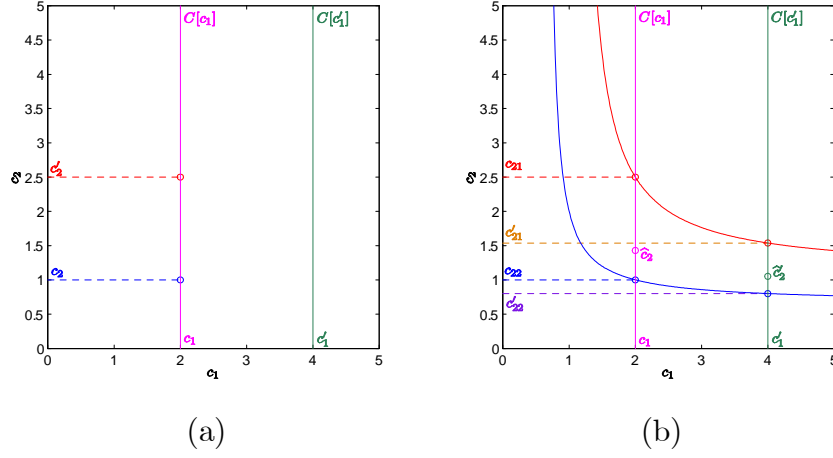 C[c₁] C[c₁′]
5
4.5
4
3.5
3
2.5
2
1.5
1
0.5
0
c₂
c₂′
c₂
c₁ c₁′
0 1 2 3 4 5
c₁
(a)
C[c₁] C[c₁′]
5
4.5
4
3.5
3
2.5
2
1.5
1
0.5
0
c₂
c₂₁
c₂₁′
ĉ₂
c̃₂
c₂₂
c₂₂′
c₁ c₁′
0 1 2 3 4 5
c₁
(b)